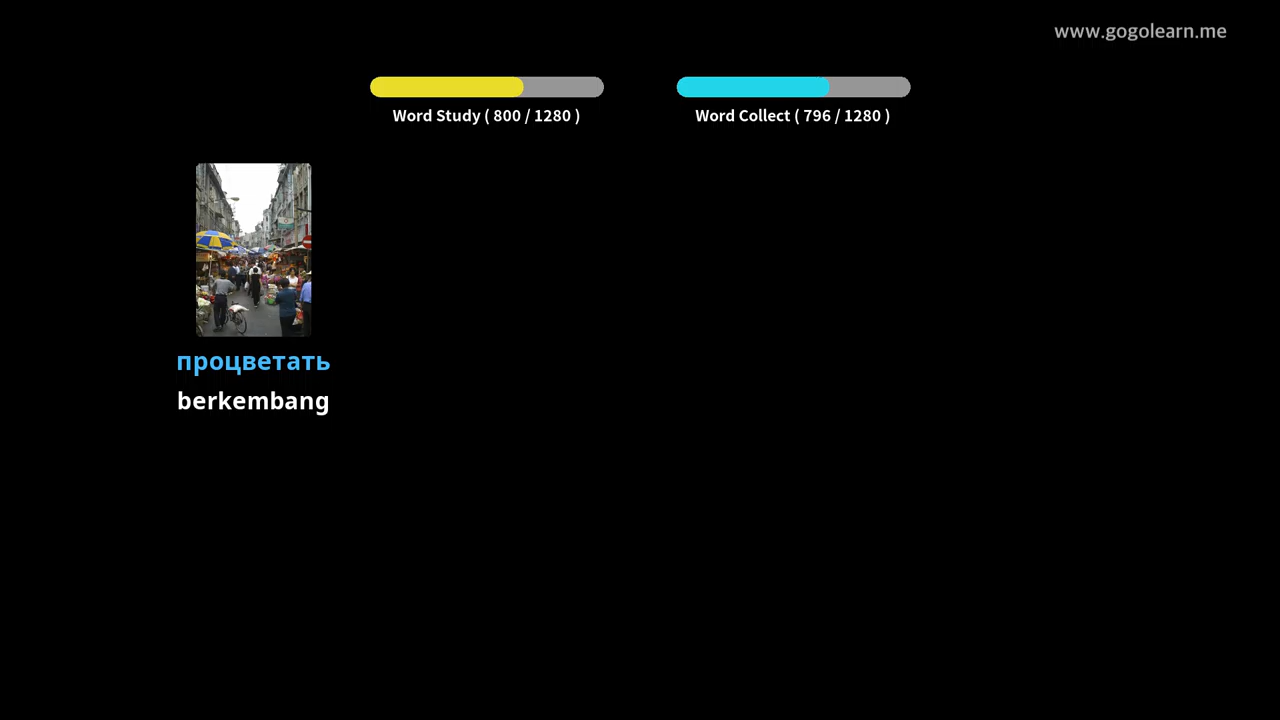 www.gogolearn.me
Word Study ( 800 / 1280 )
Word Collect ( 796 / 1280 )
процветать
berkembang